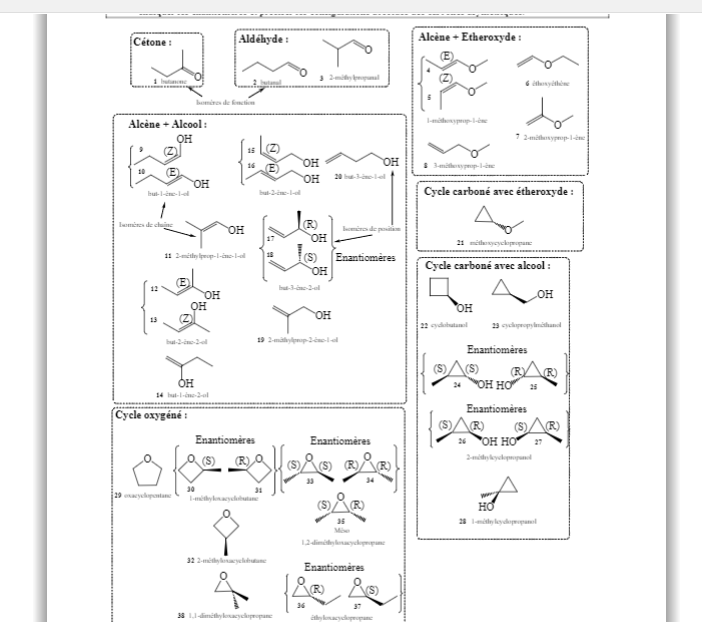 Cétone :
1 butanone
Aldéhyde :
2 butanal
3 2-méthylpropanal
Isomères de fonction
Alcène + Etheroxyde :
(E)
4
(Z)
5
O
O
1-méthoxyprop-1-ène
O
6 éthoxyéthène
O
7 2-méthoxyprop-1-ène
O
8 3-méthoxyprop-1-ène
Alcène + Alcool :
OH
9 (Z)
10 (E)
OH
but-1-ène-1-ol
15 (Z)
OH
16 (E)
OH
but-2-ène-1-ol
OH
20 but-3-ène-1-ol
Isomères de chaîne
OH
11 2-méthylprop-1-ène-1-ol
(R)
17
OH
18
(S)
OH
but-3-ène-2-ol
Isomères de position
Enantiomères
12
(E)
OH
OH
13 (Z)
but-2-ène-2-ol
OH
19 2-méthylprop-2-ène-1-ol
OH
14 but-1-ène-2-ol
Cycle carboné avec étheroxyde :
O
21 méthoxycyclopropane
Cycle carboné avec alcool :
OH
22 cyclobutanol
OH
23 cyclopropylméthanol
Enantiomères
(S) (S) (R) (R)
24 OH HO 25
Enantiomères
(S) (R) (S) (R)
26 OH HO 27
2-méthylcyclopropanol
HO
28 1-méthylcyclopropanol
Cycle oxygéné :
O
29 oxacyclopentane
Enantiomères
O (S) (R) O
30 31
1-méthyloxacyclobutane
Enantiomères
(S) O (S) (R) O (R)
33 34
O
(S) (R)
35
Méso
1,2-diméthyloxacyclopropane
O
32 2-méthyloxacyclobutane
O
38 1,1-diméthyloxacyclopropane
Enantiomères
O (R) O (S)
36 37
éthyloxacyclopropane